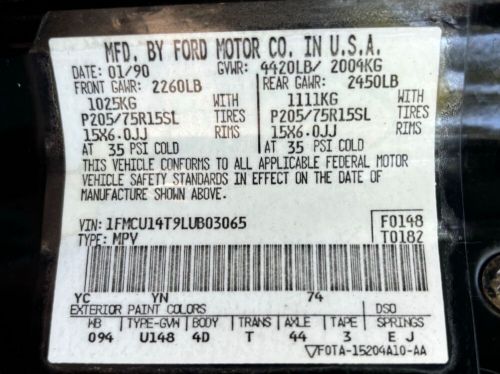 MFD. BY FORD MOTOR CO. IN U.S.A.
DATE: 01/90 GVWR: 4420LB/ 2004KG
FRONT GAWR: 2260LB REAR GAWR: 2450LB
1025KG WITH 1111KG WITH
P205/75R15SL TIRES P205/75R15SL TIRES
15X6.0JJ RIMS 15X6.0JJ RIMS
AT 35 PSI COLD AT 35 PSI COLD
THIS VEHICLE CONFORMS TO ALL APPLICABLE FEDERAL MOTOR
VEHICLE SAFETY STANDARDS IN EFFECT ON THE DATE OF
MANUFACTURE SHOWN ABOVE.
VIN: 1FMCU14T9LUB03065 F0148
TYPE: MPV T0182
YC YN 74
EXTERIOR PAINT COLORS DSO
WB TYPE-GVW BODY TRANS AXLE TAPE SPRINGS
094 U148 4D T 44 3 E J
▽F0TA-15204A10-AA